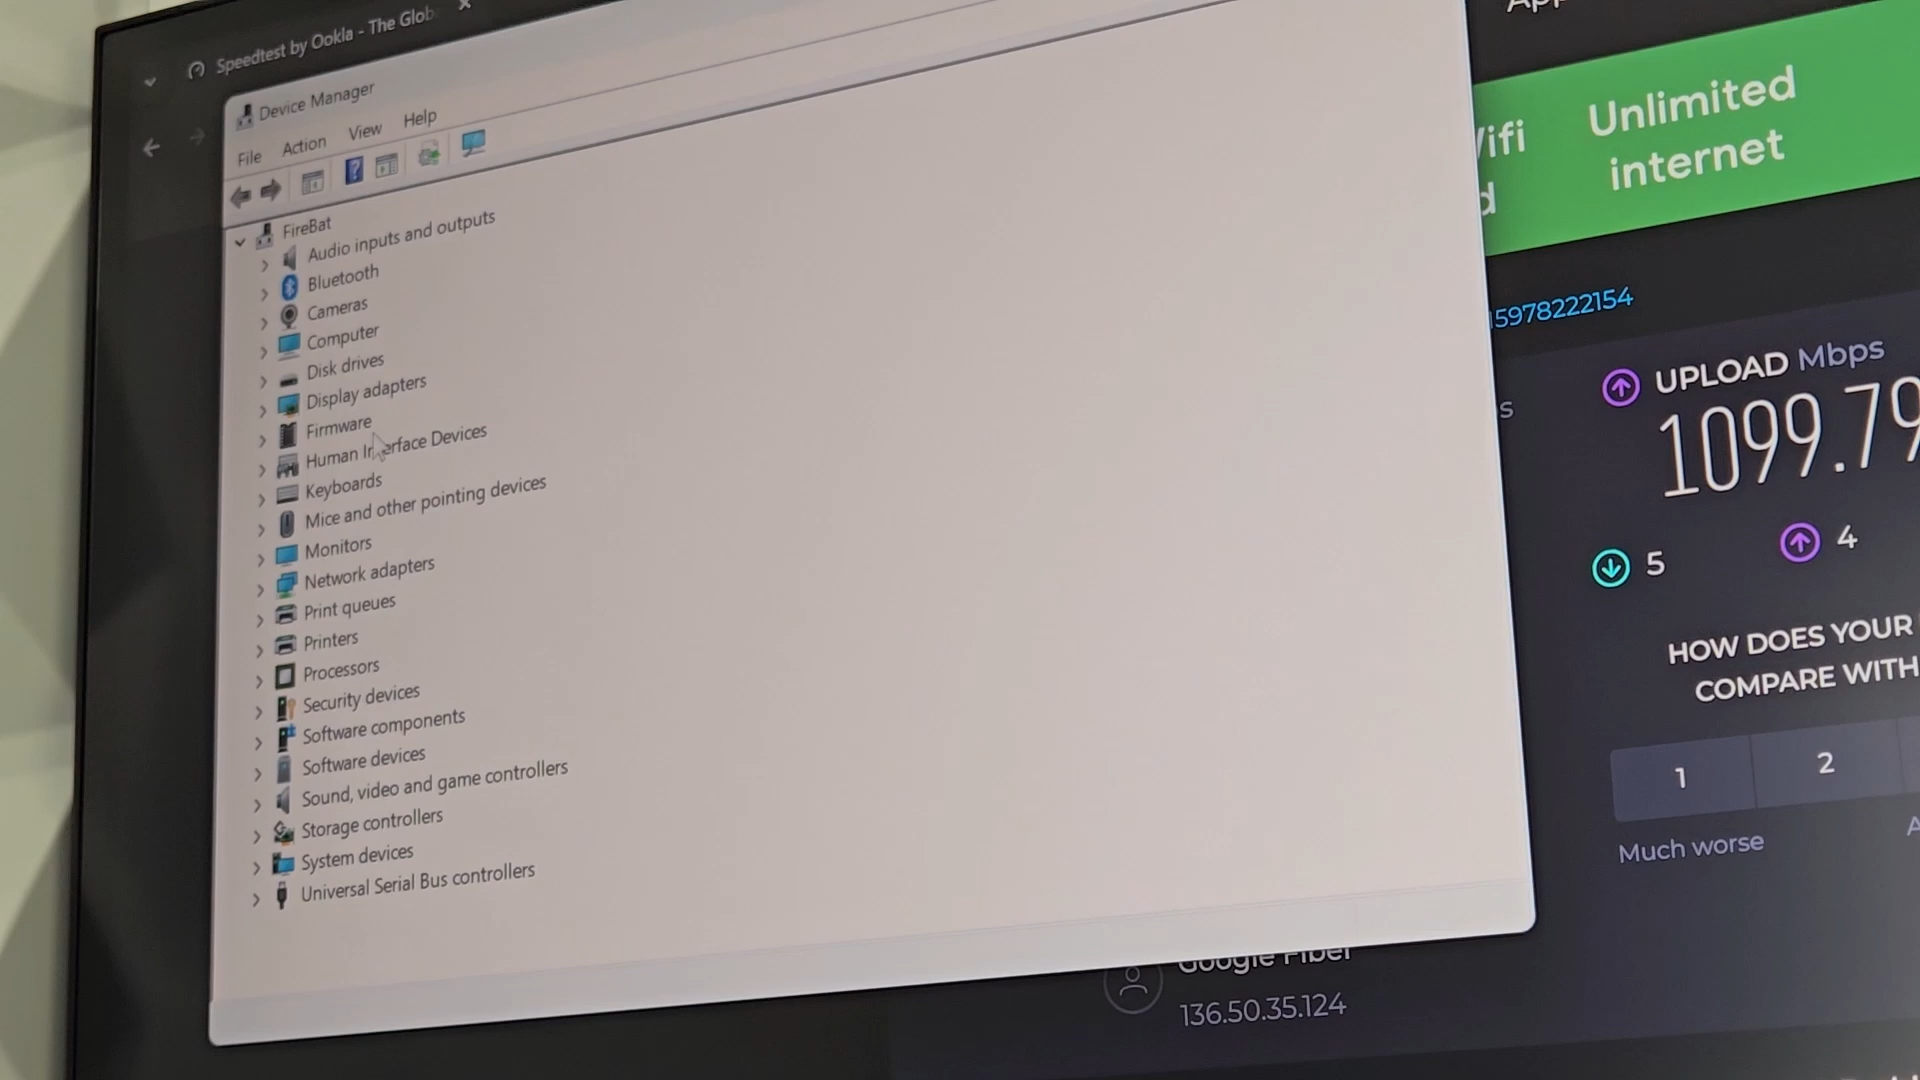 Speedtest by Ookla - The Glob
Device Manager
File Action View Help
FireBat
Audio inputs and outputs
Bluetooth
Cameras
Computer
Disk drives
Display adapters
Firmware
Human Interface Devices
Keyboards
Mice and other pointing devices
Monitors
Network adapters
Print queues
Printers
Processors
Security devices
Software components
Software devices
Sound, video and game controllers
Storage controllers
System devices
Universal Serial Bus controllers
Unlimited
internet
15978222154
UPLOAD Mbps
1099.79
5 4
HOW DOES YOUR
COMPARE WITH
1 2
Much worse
Google Fiber
136.50.35.124